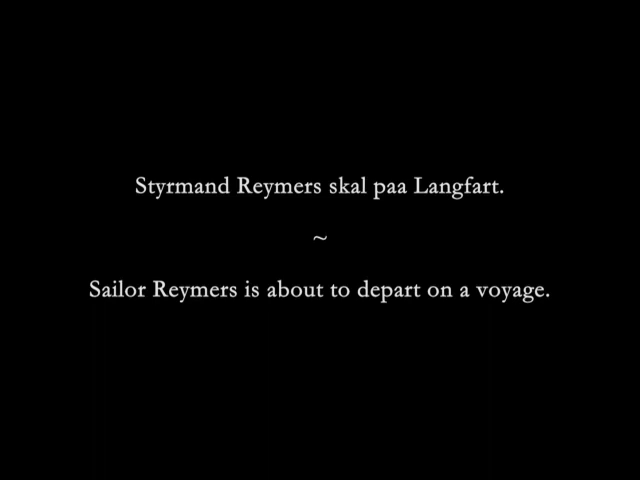 Styrmand Reymers skal paa Langfart.
~
Sailor Reymers is about to depart on a voyage.